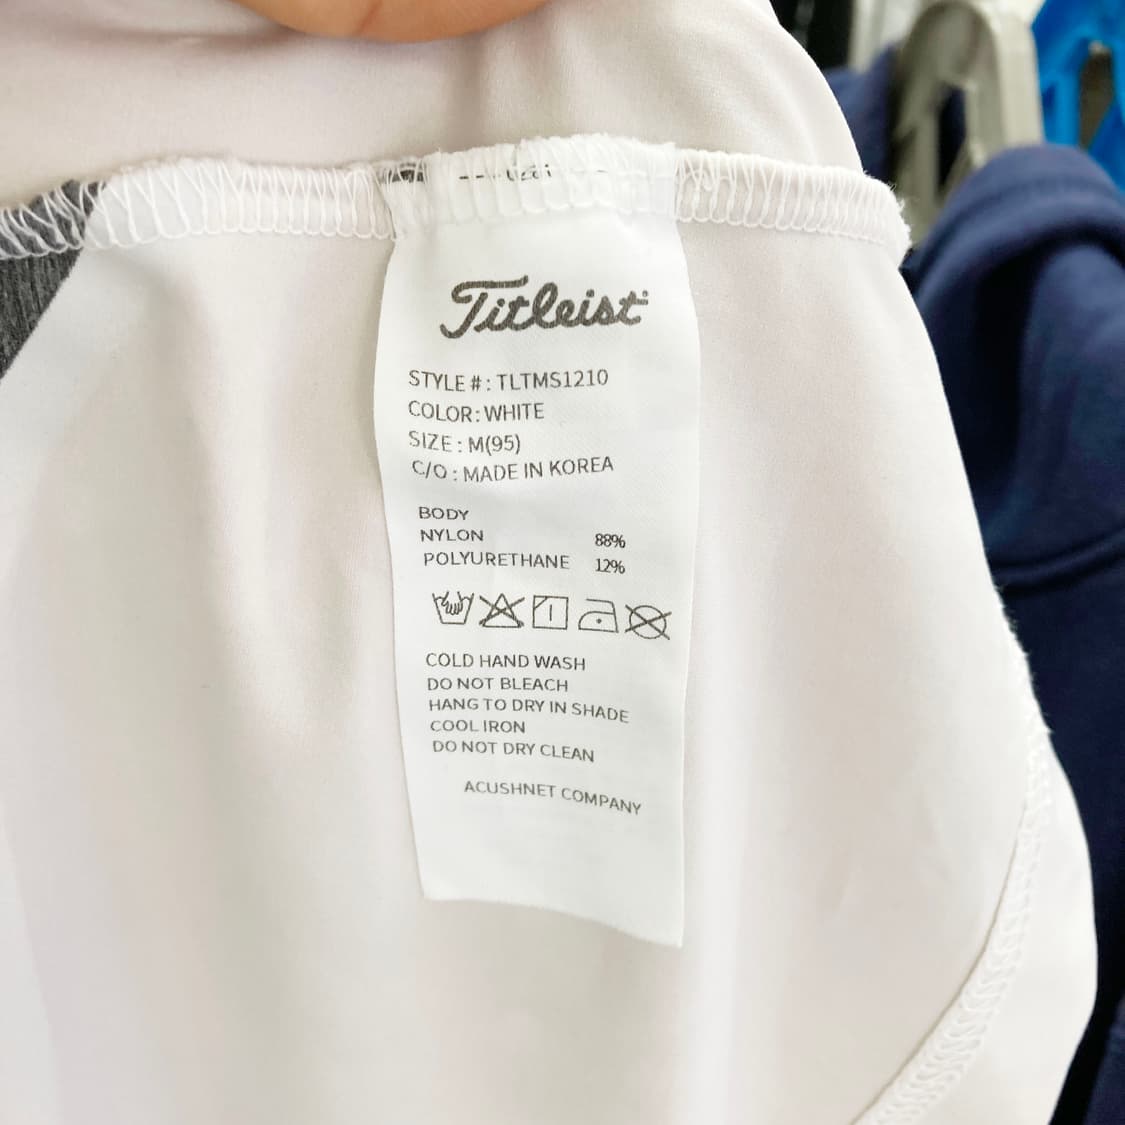 Titleist
STYLE # : TLTMS1210
COLOR : WHITE
SIZE : M(95)
C/O : MADE IN KOREA
BODY
NYLON 88%
POLYURETHANE 12%
COLD HAND WASH
DO NOT BLEACH
HANG TO DRY IN SHADE
COOL IRON
DO NOT DRY CLEAN
ACUSHNET COMPANY